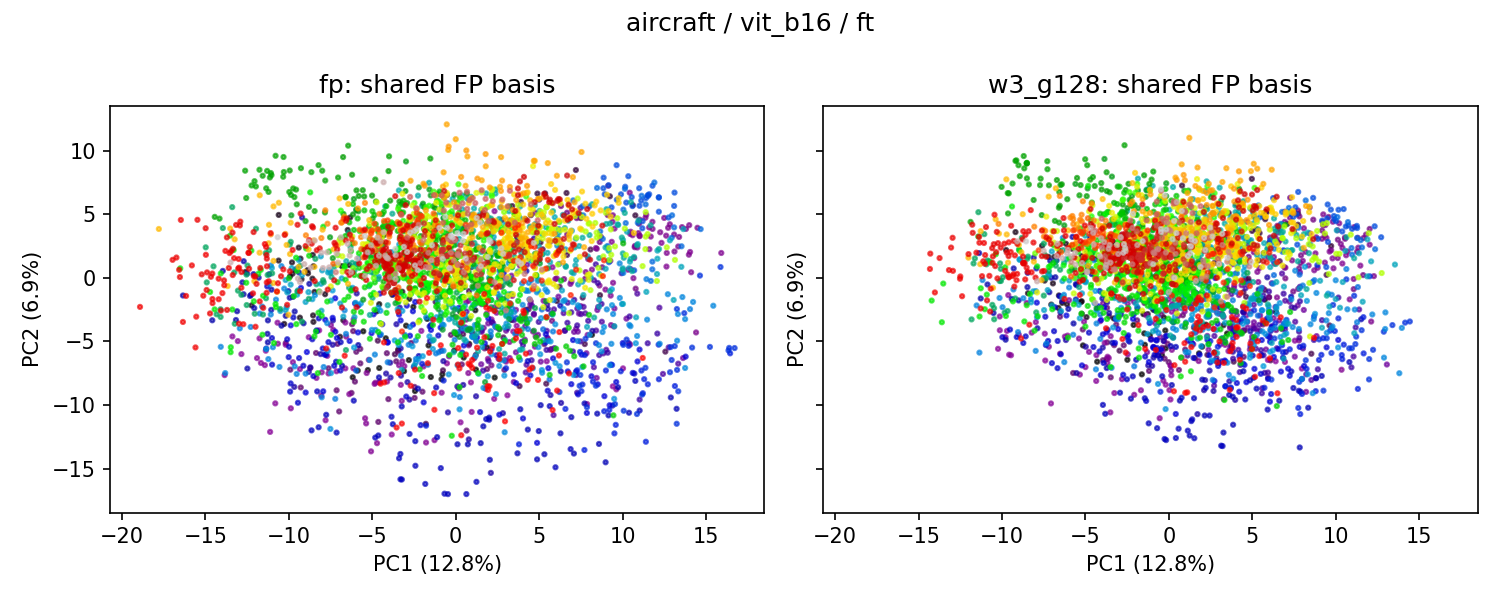 aircraft / vit_b16 / ft
fp: shared FP basis
w3_g128: shared FP basis
10
5
0
−5
−10
−15
PC2 (6.9%)
−20 −15 −10 −5 0 5 10 15
PC1 (12.8%)
PC2 (6.9%)
−20 −15 −10 −5 0 5 10 15
PC1 (12.8%)